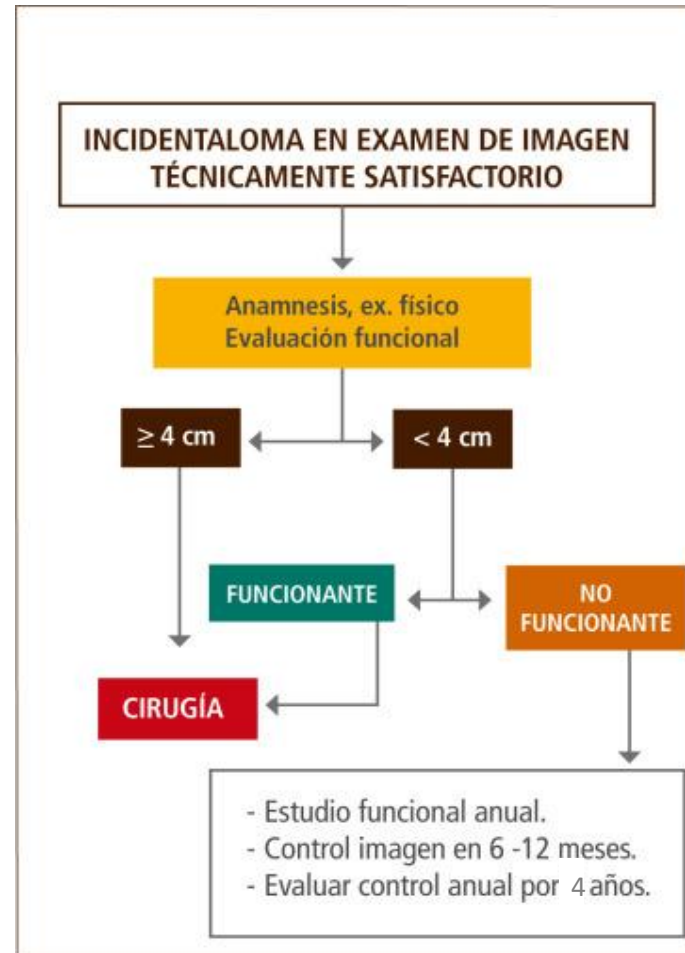 INCIDENTALOMA EN EXAMEN DE IMAGEN
TÉCNICAMENTE SATISFACTORIO
Anamnesis, ex. físico
Evaluación funcional
≥ 4 cm
< 4 cm
FUNCIONANTE
NO
FUNCIONANTE
CIRUGÍA
- Estudio funcional anual.
- Control imagen en 6 -12 meses.
- Evaluar control anual por 4 años.